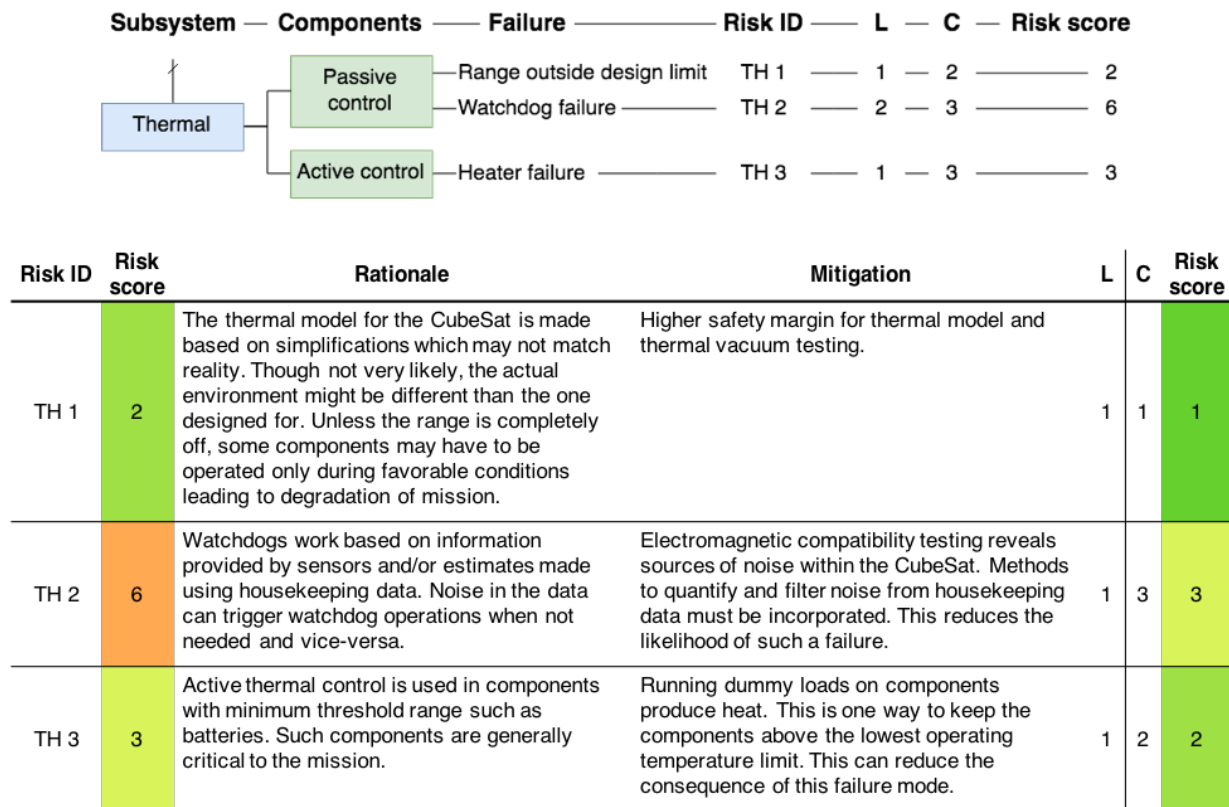 Subsystem Components Failure Risk ID L C Risk score
Passive control
Range outside design limit TH 1 1 2 2
Watchdog failure TH 2 2 3 6
Thermal
Active control Heater failure TH 3 1 3 3
Risk ID Risk score Rationale Mitigation L C Risk score
TH 1
2
The thermal model for the CubeSat is made
based on simplifications which may not match
reality. Though not very likely, the actual
environment might be different than the one
designed for. Unless the range is completely
off, some components may have to be
operated only during favorable conditions
leading to degradation of mission.
Higher safety margin for thermal model and
thermal vacuum testing.
1 1 1
TH 2
6
Watchdogs work based on information
provided by sensors and/or estimates made
using housekeeping data. Noise in the data
can trigger watchdog operations when not
needed and vice-versa.
Electromagnetic compatibility testing reveals
sources of noise within the CubeSat. Methods
to quantify and filter noise from housekeeping
data must be incorporated. This reduces the
likelihood of such a failure.
1 3 3
TH 3
3
Active thermal control is used in components
with minimum threshold range such as
batteries. Such components are generally
critical to the mission.
Running dummy loads on components
produce heat. This is one way to keep the
components above the lowest operating
temperature limit. This can reduce the
consequence of this failure mode.
1 2 2